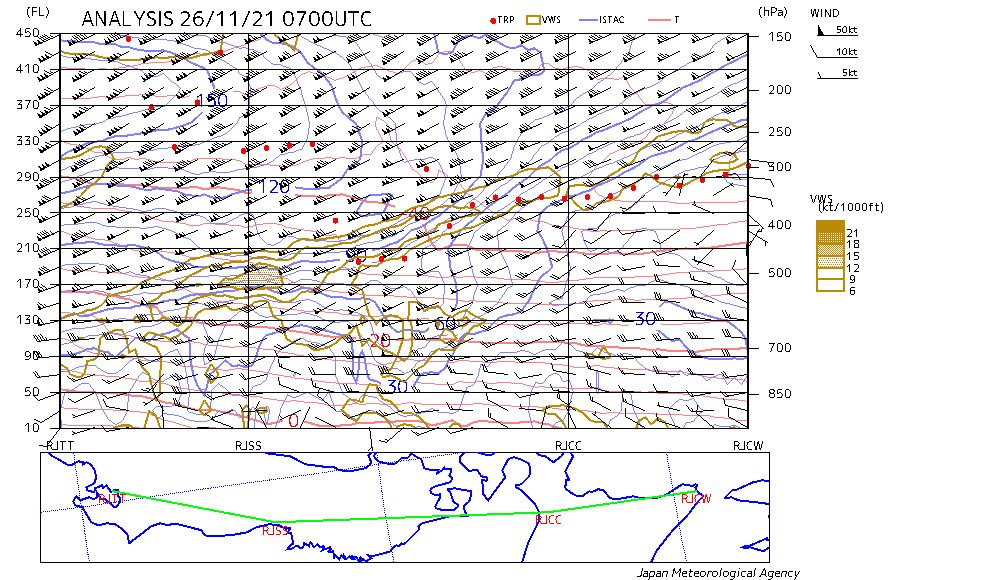 (FL) ANALYSIS 26/11/21 0700UTC TRP VWS ISTAC T (hPa) WIND
450 150 50kt
410 10kt
5kt
370 150 200
330 250
290 120 300
VWS
(kt/1000ft)
250 400
210 21
18
170 500 15
12
9
130 60 30 6
90 20 700
50 30 850
10 0
RJTT RJSS RJCC RJCW
RJTT RJCW
RJSS RJCC
Japan Meteorological Agency